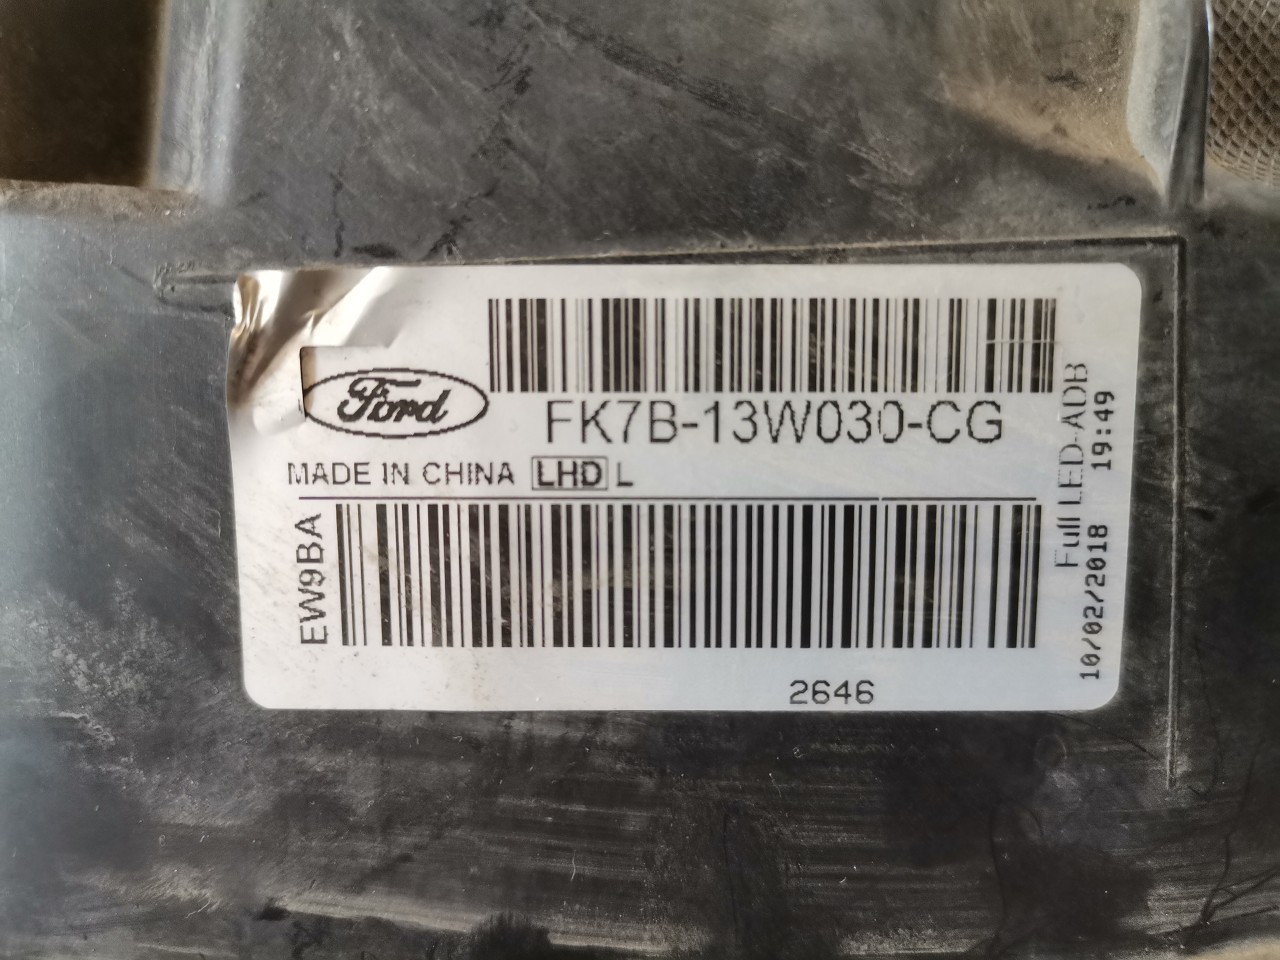 Ford
FK7B-13W030-CG
MADE IN CHINA LHD L
EW9BA
2646
Full LED-ADB
10/02/2018 19:49